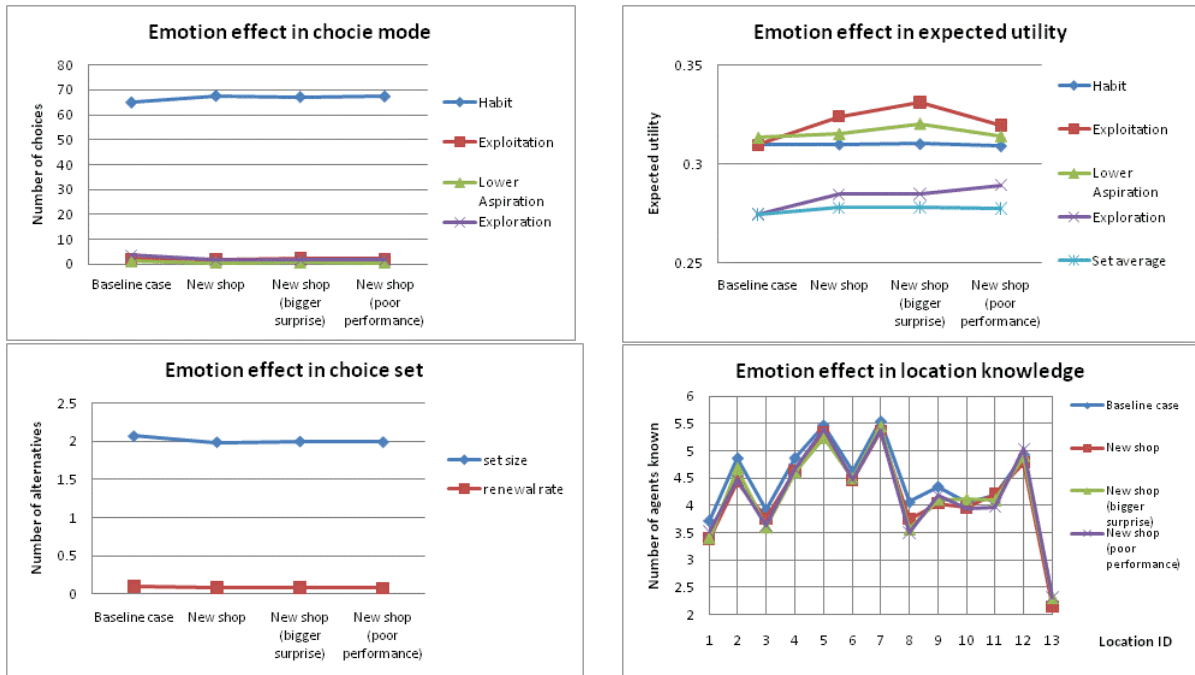 Emotion effect in chocie mode
80
70
60
50
40
30
20
10
0
Number of choices
Baseline case
New shop
New shop
(bigger
surprise)
New shop
(poor
performance)
Habit
Exploitation
Lower
Aspiration
Exploration
Emotion effect in expected utility
0.35
0.3
0.25
Expected utility
Baseline case
New shop
New shop
(bigger
surprise)
New shop
(poor
performance)
Habit
Exploitation
Lower
Aspiration
Exploration
Set average
Emotion effect in choice set
2.5
2
1.5
1
0.5
0
Number of alternatives
Baseline case
New shop
New shop
(bigger
surprise)
New shop
(poor
performance)
set size
renewal rate
Emotion effect in location knowledge
6
5.5
5
4.5
4
3.5
3
2.5
2
Number of agents known
1 2 3 4 5 6 7 8 9 10 11 12 13
Location ID
Baseline case
New shop
New shop
(bigger
surprise)
New shop
(poor
performance)